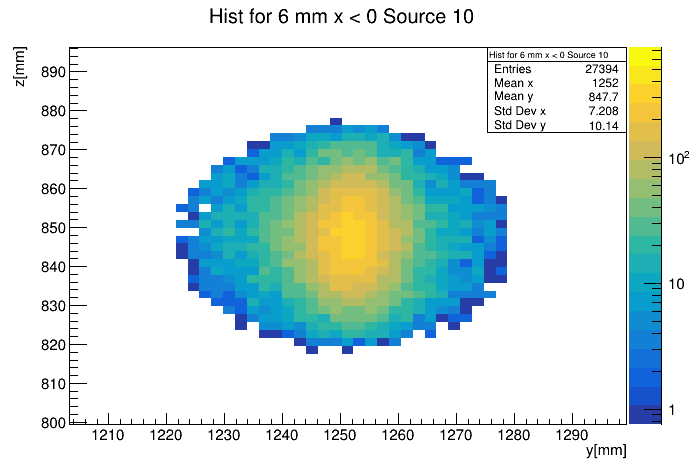 Hist for 6 mm x < 0 Source 10
z[mm]
Hist for 6 mm x < 0 Source 10
Entries 27394
Mean x 1252
Mean y 847.7
Std Dev x 7.208
Std Dev y 10.14
890
880
870
860
850
840
830
820
810
800
10²
10
1
1210 1220 1230 1240 1250 1260 1270 1280 1290
y[mm]